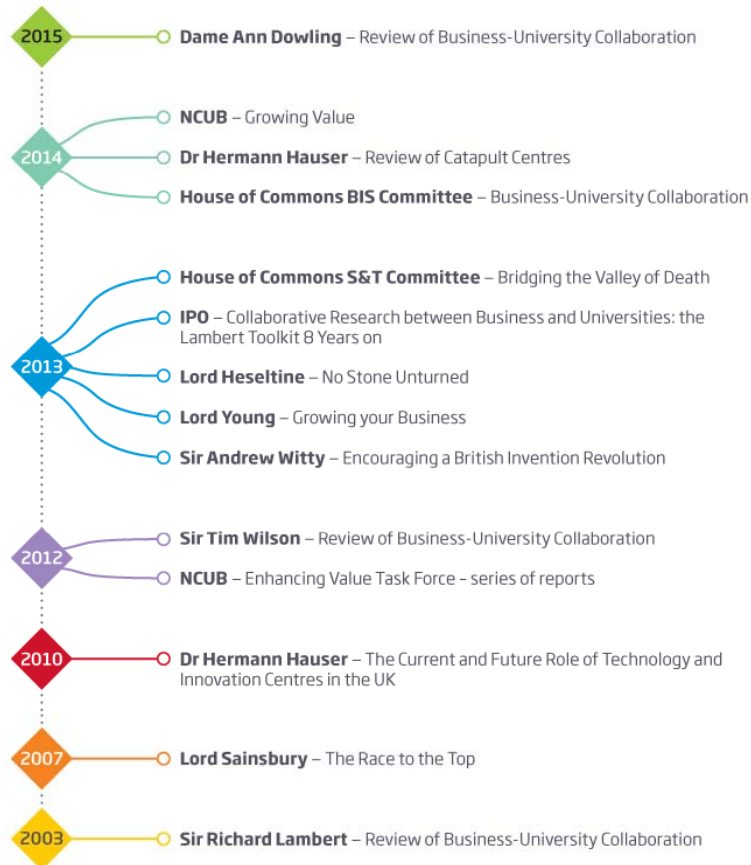 2015
Dame Ann Dowling – Review of Business-University Collaboration
NCUB – Growing Value
2014
Dr Hermann Hauser – Review of Catapult Centres
House of Commons BIS Committee – Business-University Collaboration
House of Commons S&T Committee – Bridging the Valley of Death
IPO – Collaborative Research between Business and Universities: the
Lambert Toolkit 8 Years on
2013
Lord Heseltine – No Stone Unturned
Lord Young – Growing your Business
Sir Andrew Witty – Encouraging a British Invention Revolution
Sir Tim Wilson – Review of Business-University Collaboration
2012
NCUB – Enhancing Value Task Force – series of reports
2010
Dr Hermann Hauser – The Current and Future Role of Technology and
Innovation Centres in the UK
2007
Lord Sainsbury – The Race to the Top
2003
Sir Richard Lambert – Review of Business-University Collaboration